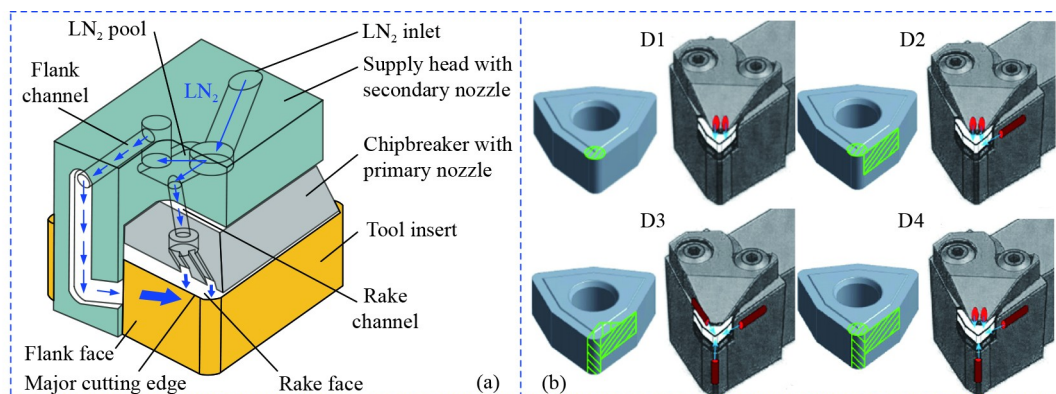 LN2 pool
LN2 inlet
Flank
channel
LN2
Supply head with
secondary nozzle
Chipbreaker with
primary nozzle
Tool insert
Rake
channel
Flank face
Major cutting edge
Rake face
(a)
D1
D2
D3
D4
(b)